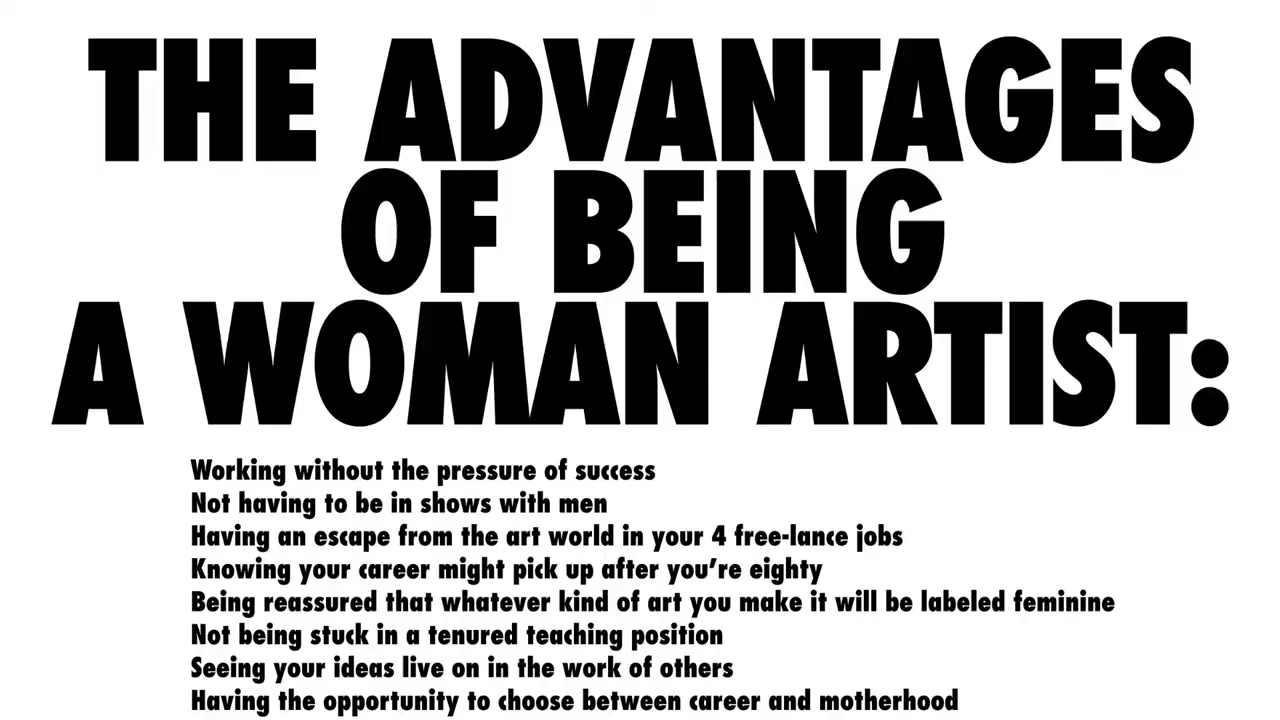 THE ADVANTAGES
OF BEING
A WOMAN ARTIST:
Working without the pressure of success
Not having to be in shows with men
Having an escape from the art world in your 4 free-lance jobs
Knowing your career might pick up after you’re eighty
Being reassured that whatever kind of art you make it will be labeled feminine
Not being stuck in a tenured teaching position
Seeing your ideas live on in the work of others
Having the opportunity to choose between career and motherhood